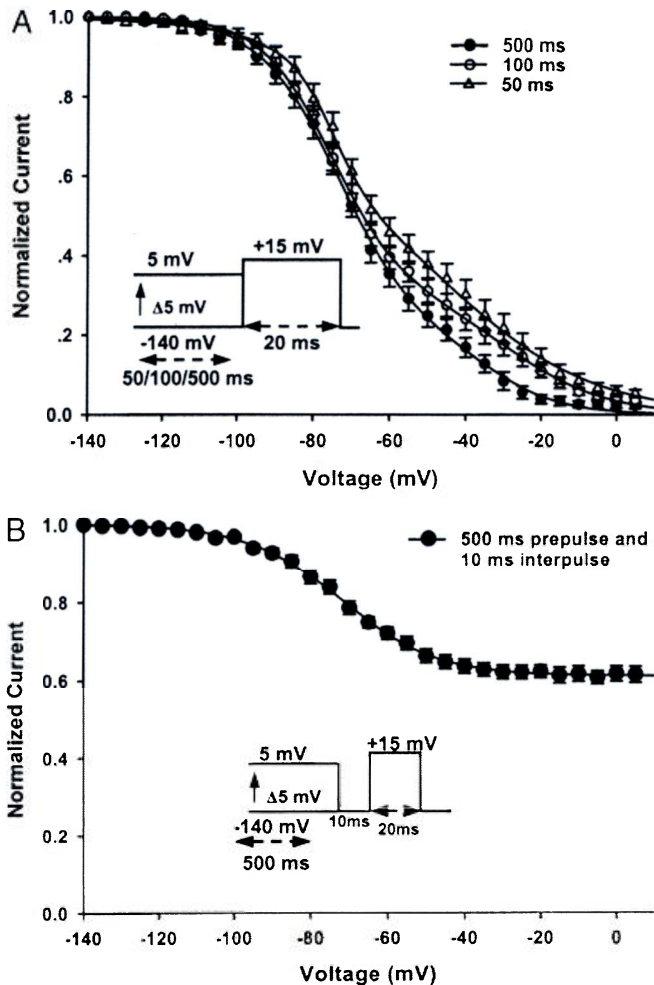 A
1.0
.8
.6
.4
.2
0.0
Normalized Current
500 ms
100 ms
50 ms
5 mV
+15 mV
Δ5 mV
-140 mV
20 ms
50/100/500 ms
-140 -120 -100 -80 -60 -40 -20 0
Voltage (mV)
B
1.0
0.8
0.6
0.4
0.2
0.0
Normalized Current
500 ms prepulse and
10 ms interpulse
5 mV
+15 mV
Δ5 mV
-140 mV
10ms
20ms
500 ms
-140 -120 -100 -80 -60 -40 -20 0
Voltage (mV)